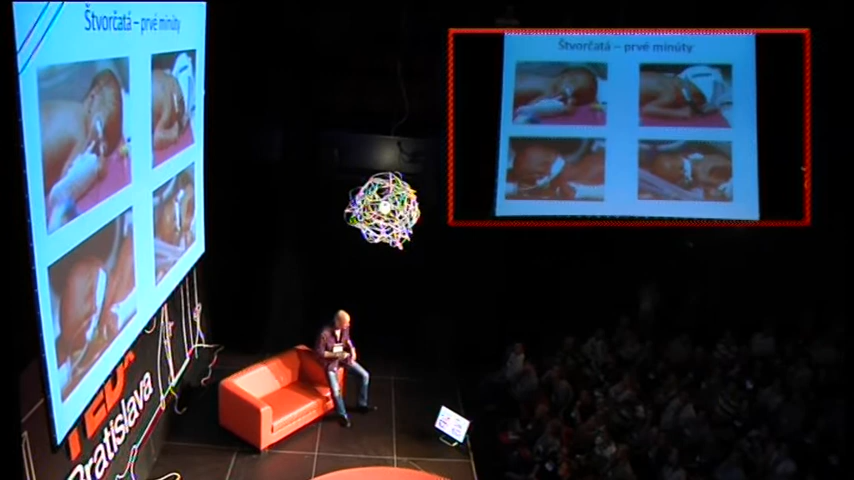 Štvorčatá – prvé minúty
Štvorčatá – prvé minúty
TEDx
Bratislava